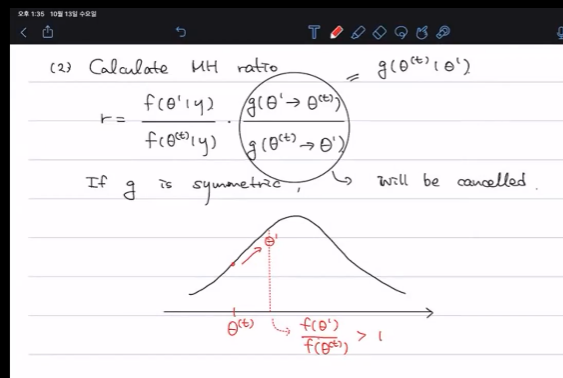 오후 1:35 10월 13일 수요일
(2) Calculate MH ratio = g(θ⁽ᵗ⁾|θ')
r = f(θ'|y) / f(θ⁽ᵗ⁾|y) · g(θ' → θ⁽ᵗ⁾) / g(θ⁽ᵗ⁾ → θ')
If g is symmetric, ↳ will be cancelled.
θ'
θ⁽ᵗ⁾ ↳ f(θ') / f(θ⁽ᵗ⁾) > 1